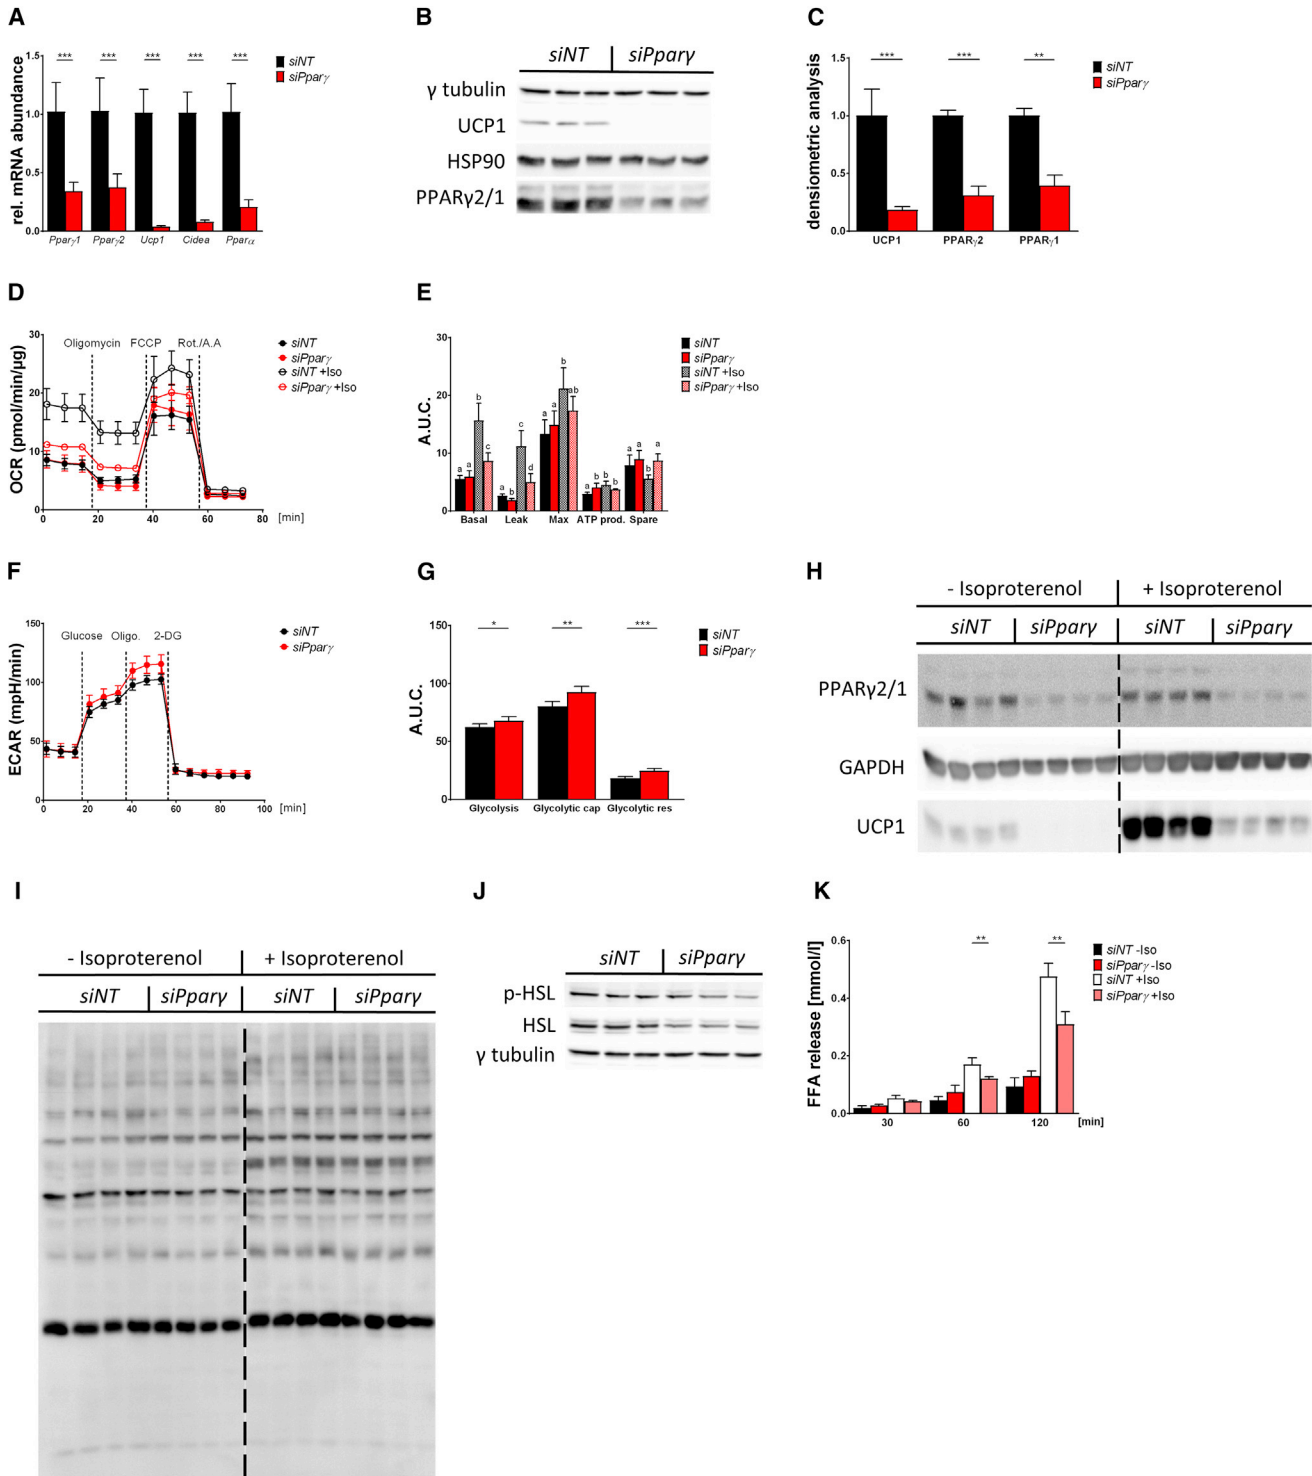 A
*** *** *** *** ***
rel. mRNA abundance
1.5
1.0
0.5
0.0
Pparγ1 Pparγ2 Ucp1 Cidea Pparα
siNT
siPparγ
B
siNT siPparγ
γ tubulin
UCP1
HSP90
PPARγ2/1
C
*** *** **
densiometric analysis
1.5
1.0
0.5
0.0
UCP1 PPARγ2 PPARγ1
siNT
siPparγ
D
OCR (pmol/min/µg)
30
20
10
0
Oligomycin FCCP Rot./A.A
0 20 40 60 80 [min]
siNT
siPparγ
siNT +Iso
siPparγ +Iso
E
A.U.C.
30
20
10
0
a a b c
a b c d
a a b ab
a b b b
a a b a
Basal Leak Max ATP prod. Spare
siNT
siPparγ
siNT +Iso
siPparγ +Iso
F
ECAR (mpH/min)
150
100
50
0
Glucose Oligo. 2-DG
0 20 40 60 80 100 [min]
siNT
siPparγ
G
A.U.C.
150
100
50
0
* ** ***
Glycolysis Glycolytic cap Glycolytic res
siNT
siPparγ
H
- Isoproterenol + Isoproterenol
siNT siPparγ siNT siPparγ
PPARγ2/1
GAPDH
UCP1
I
- Isoproterenol + Isoproterenol
siNT siPparγ siNT siPparγ
J
siNT siPparγ
p-HSL
HSL
γ tubulin
K
FFA release [mmol/l]
0.6
0.4
0.2
0.0
** **
30 60 120 [min]
siNT -Iso
siPparγ -Iso
siNT +Iso
siPparγ +Iso